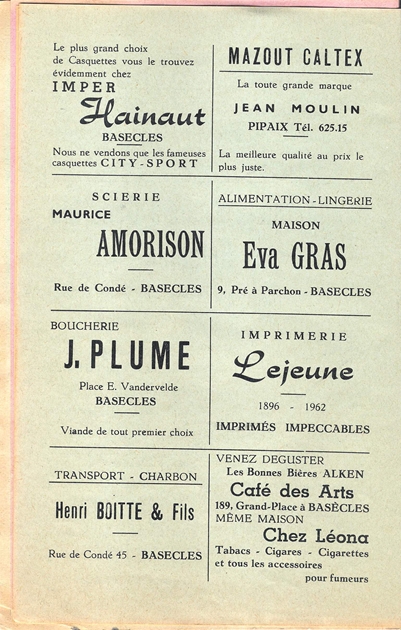 Le plus grand choix
de Casquettes vous le trouvez
évidemment chez
IMPER
Hainaut
BASECLES
Nous ne vendons que les fameuses
casquettes CITY - SPORT
MAZOUT CALTEX
La toute grande marque
JEAN MOULIN
PIPAIX Tél. 625.15
La meilleure qualité au prix le
plus juste.
SCIERIE
MAURICE
AMORISON
Rue de Condé - BASECLES
ALIMENTATION - LINGERIE
MAISON
Eva GRAS
9, Pré à Parchon - BASECLES
BOUCHERIE
J. PLUME
Place E. Vandervelde
BASECLES
Viande de tout premier choix
IMPRIMERIE
Lejeune
1896 - 1962
IMPRIMÉS IMPECCABLES
TRANSPORT - CHARBON
Henri BOITTE & Fils
Rue de Condé 45 - BASECLES
VENEZ DEGUSTER
Les Bonnes Bières ALKEN
Café des Arts
189, Grand-Place à BASÈCLES
MÊME MAISON
Chez Léona
Tabacs - Cigares - Cigarettes
et tous les accessoires
pour fumeurs